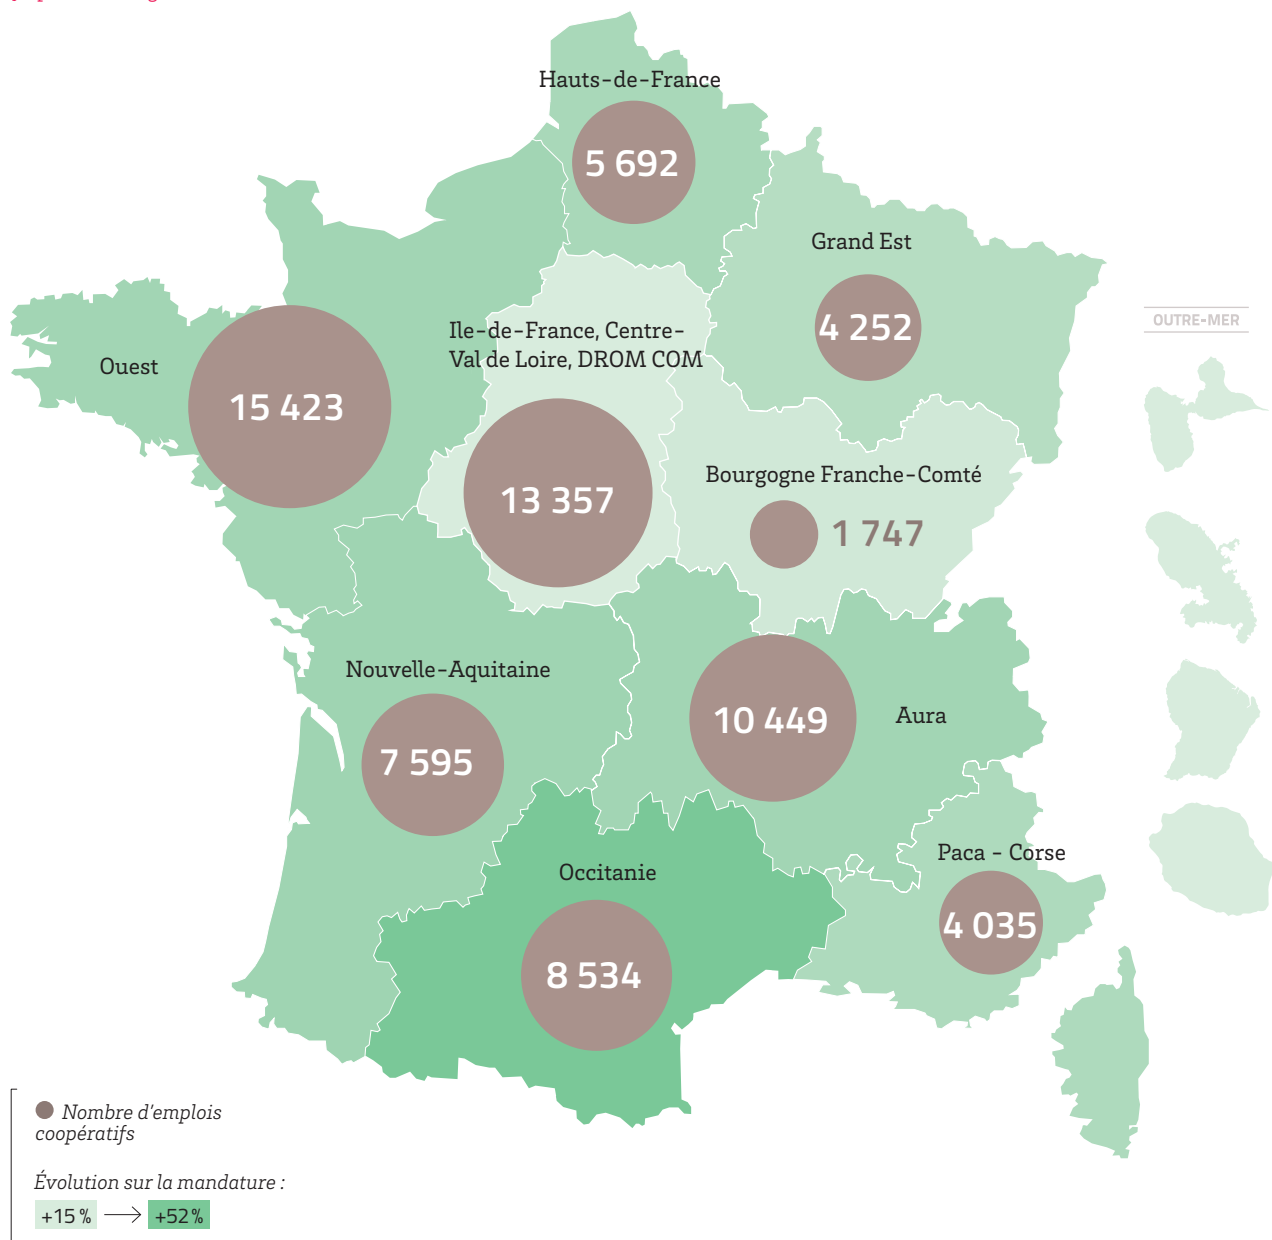 Hauts-de-France
5 692
Grand Est
4 252
OUTRE-MER
Ile-de-France, Centre-
Val de Loire, DROM COM
Ouest
15 423
13 357
Bourgogne Franche-Comté
1 747
Nouvelle-Aquitaine
7 595
10 449
Aura
Paca - Corse
4 035
Occitanie
8 534
Nombre d'emplois
coopératifs
Évolution sur la mandature :
+15 % → +52 %